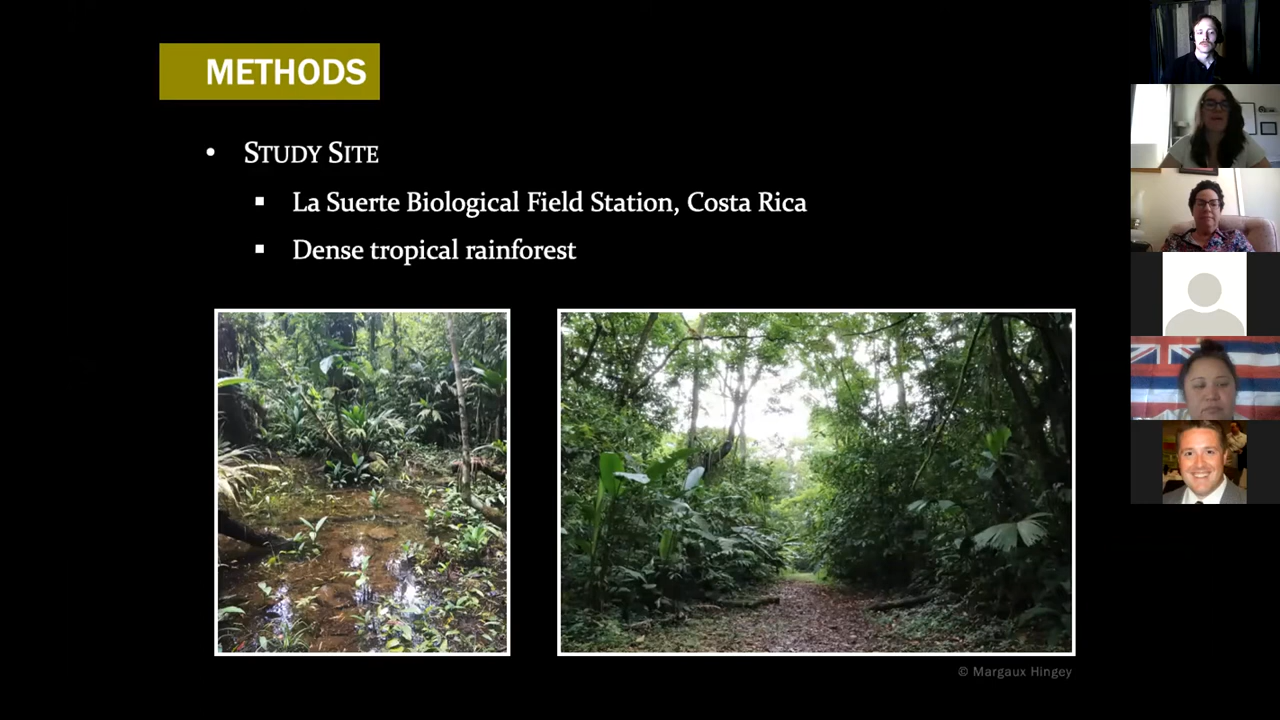 METHODS
• STUDY SITE
▪ La Suerte Biological Field Station, Costa Rica
▪ Dense tropical rainforest
© Margaux Hingey